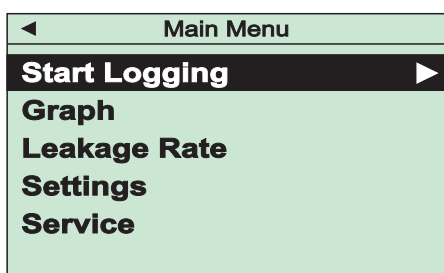 Main Menu
Start Logging
Graph
Leakage Rate
Settings
Service